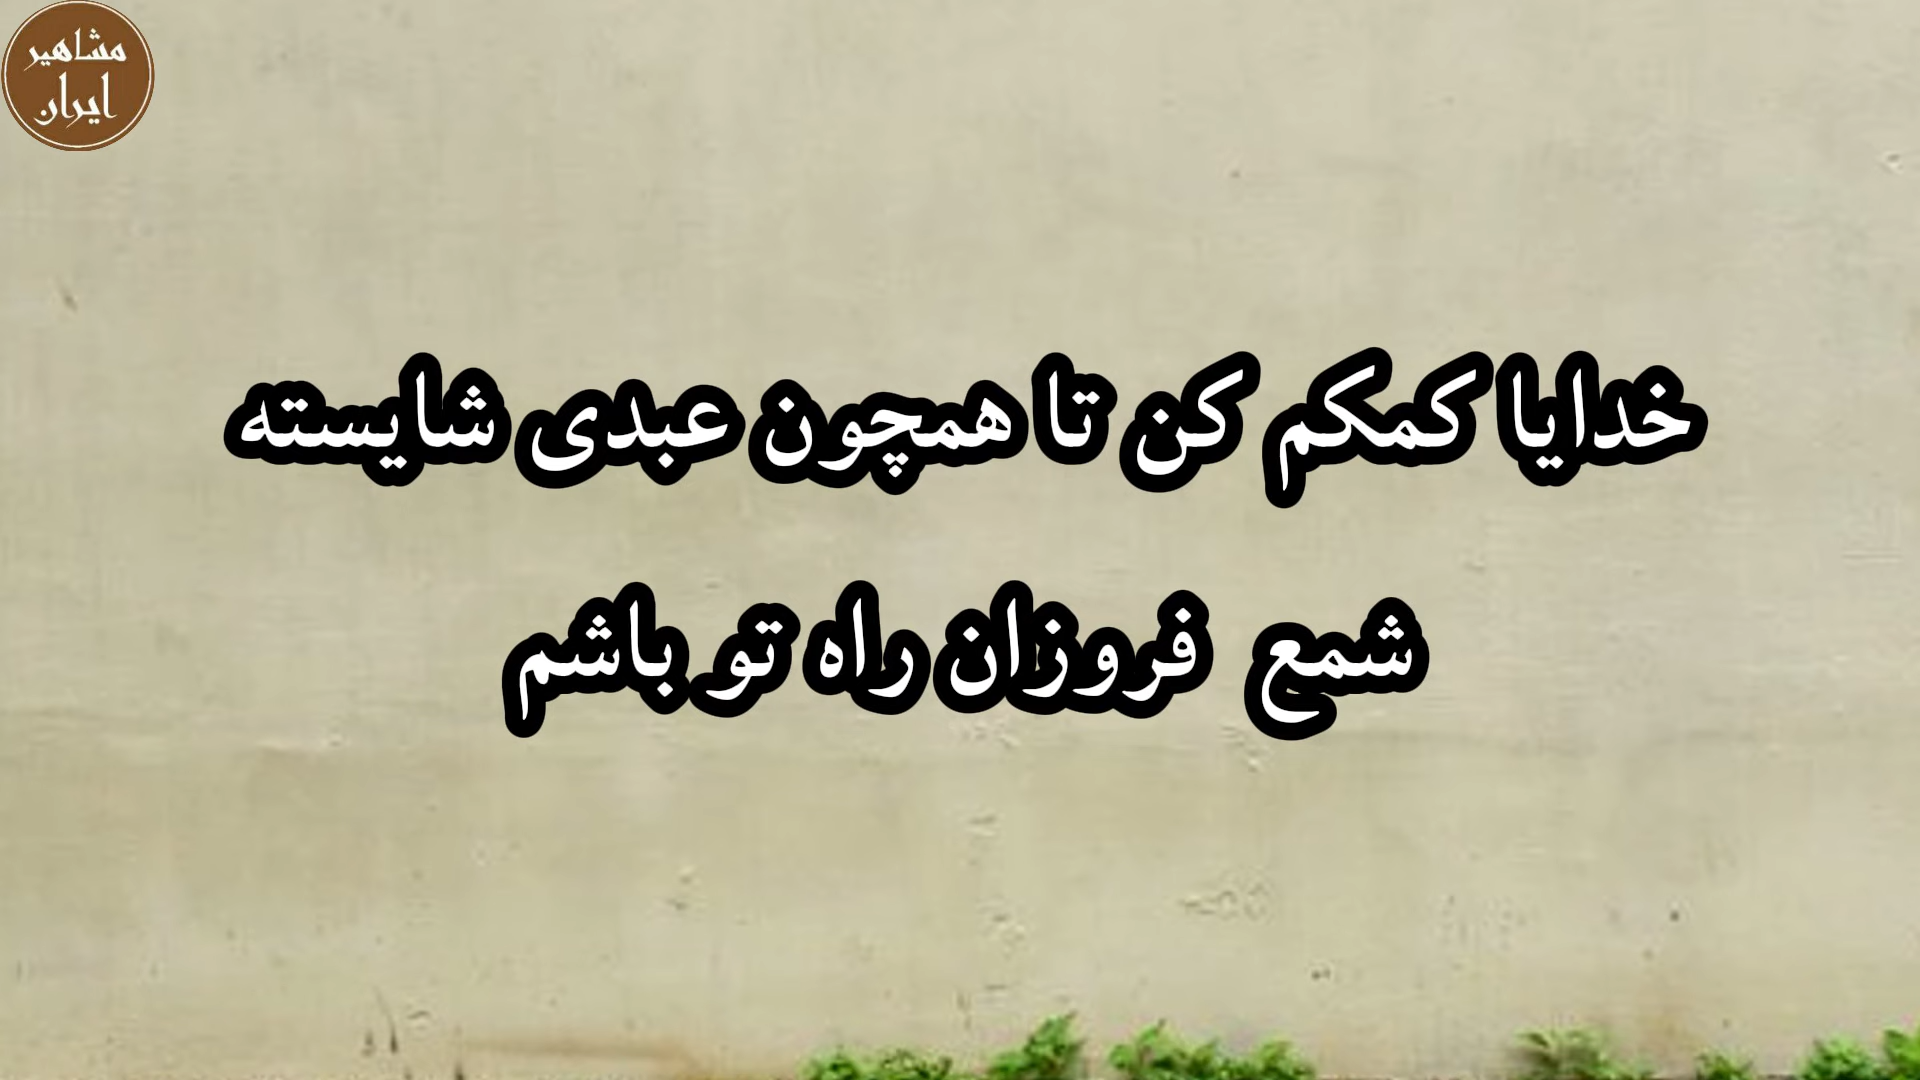 مشاهیر
ایران
خدایا کمکم کن تا همچون عبدی شایسته
شمع فروزان راه تو باشم